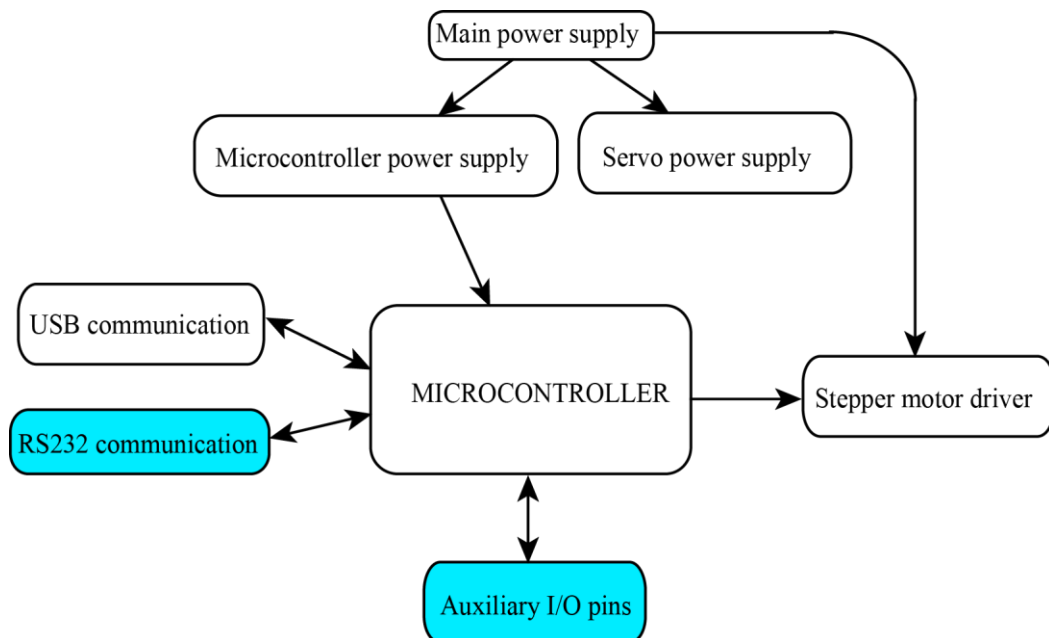 Main power supply
Microcontroller power supply
Servo power supply
USB communication
MICROCONTROLLER
Stepper motor driver
RS232 communication
Auxiliary I/O pins